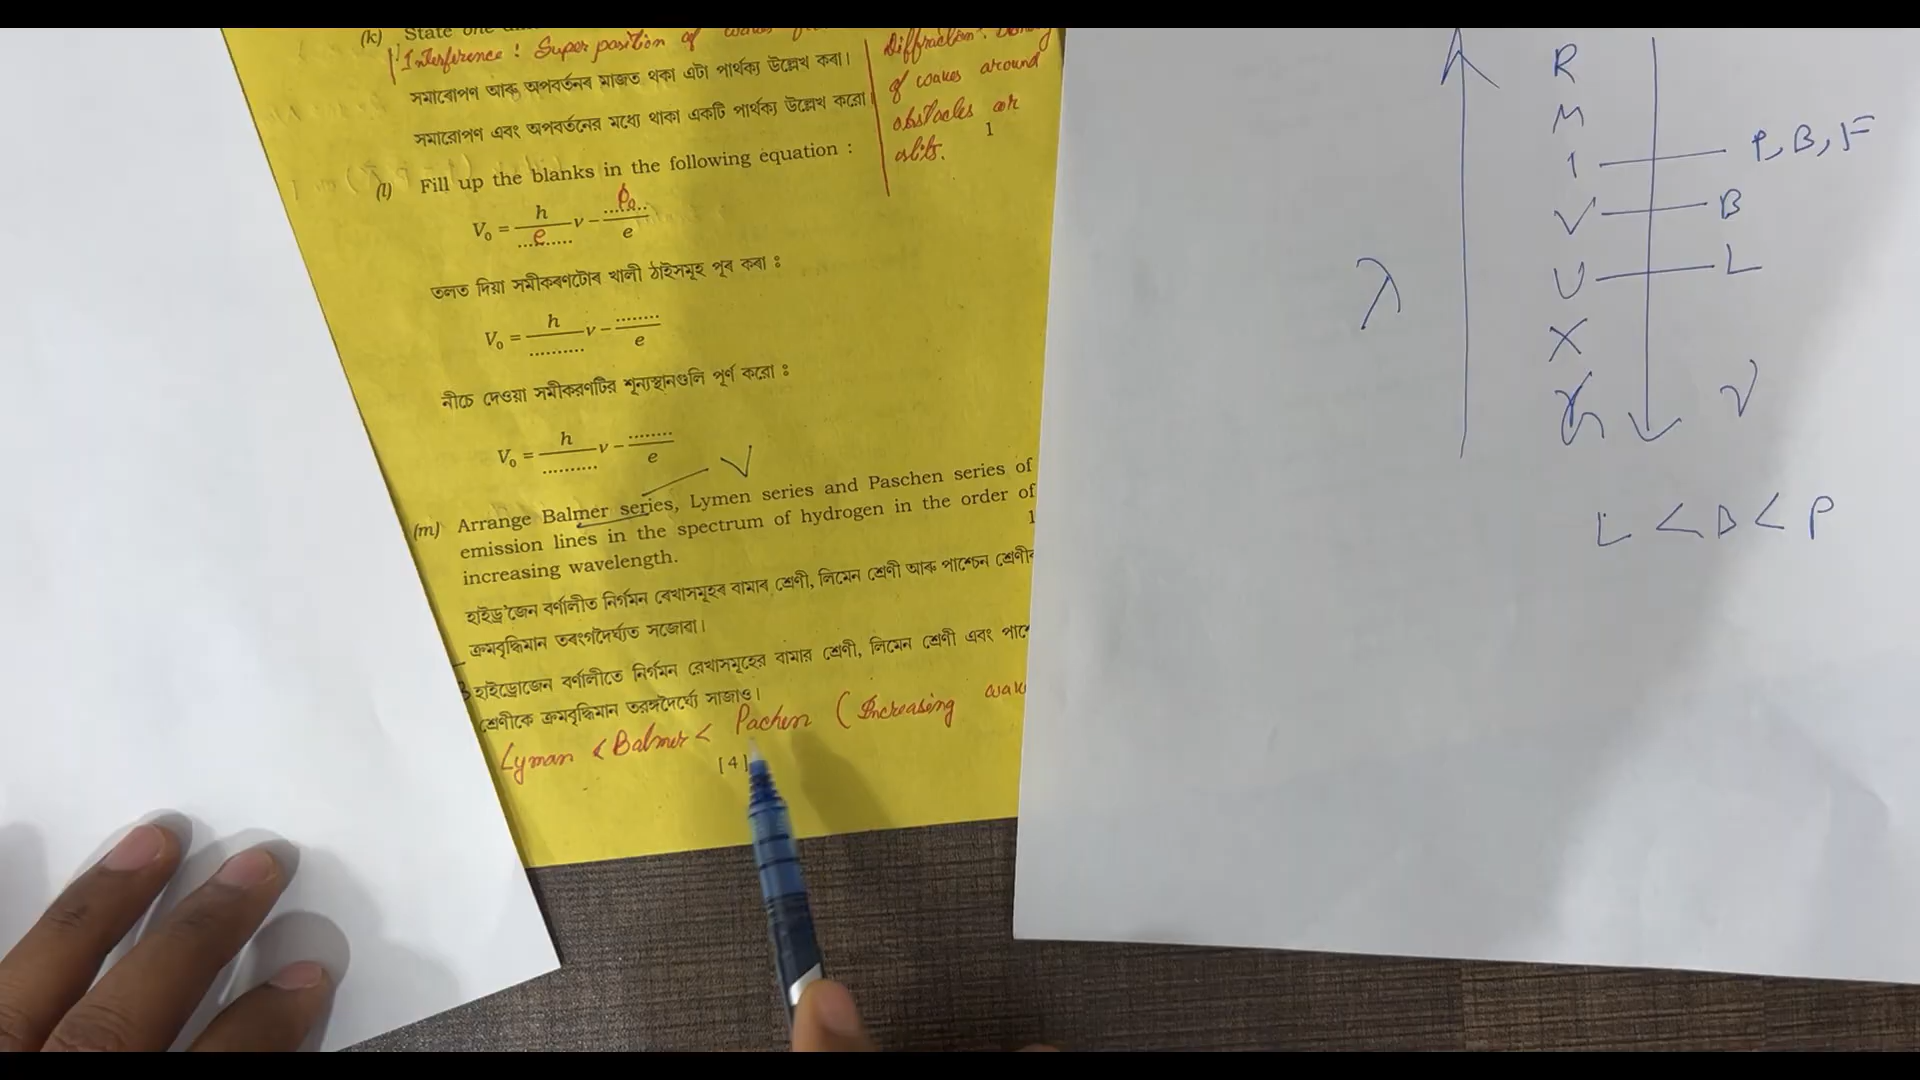 (k) State one
Interference : Superposition of waves
সমাৰোপণ আৰু অপবৰ্তনৰ মাজত থকা এটা পাৰ্থক্য উল্লেখ কৰা।
সমারোপণ এবং অপবর্তনের মধ্যে থাকা একটি পার্থক্য উল্লেখ করো।
Diffraction :
of waves around
obstacles or
slits.
1
(l) Fill up the blanks in the following equation :
V₀ = h/..e..ν − ..φ₀../e
তলত দিয়া সমীকৰণটোৰ খালী ঠাইসমূহ পূৰ কৰা :
V₀ = h/..........ν − ......../e
নীচে দেওয়া সমীকরণটির শূন্যস্থানগুলি পূর্ণ করো :
V₀ = h/..........ν − ......../e
V
(m) Arrange Balmer series, Lymen series and Paschen series of
emission lines in the spectrum of hydrogen in the order of
increasing wavelength. 1
হাইড্ৰ'জেন বৰ্ণালীত নিৰ্গমন ৰেখাসমূহৰ বামাৰ শ্ৰেণী, লিমেন শ্ৰেণী আৰু পাশ্চেন শ্ৰেণীক
ক্ৰমবৃদ্ধিমান তৰংগদৈৰ্ঘ্যত সজোৱা।
হাইড্রোজেন বর্ণালীতে নির্গমন রেখাসমূহের বামার শ্রেণী, লিমেন শ্রেণী এবং
শ্রেণীকে ক্রমবৃদ্ধিমান তরঙ্গদৈর্ঘ্যে সাজাও।
Lyman < Balmer < Pachen (Increasing
[ 4 ]
R
M
I P, B, F
V B
U L
X
γ
λ
ν
L < B < P